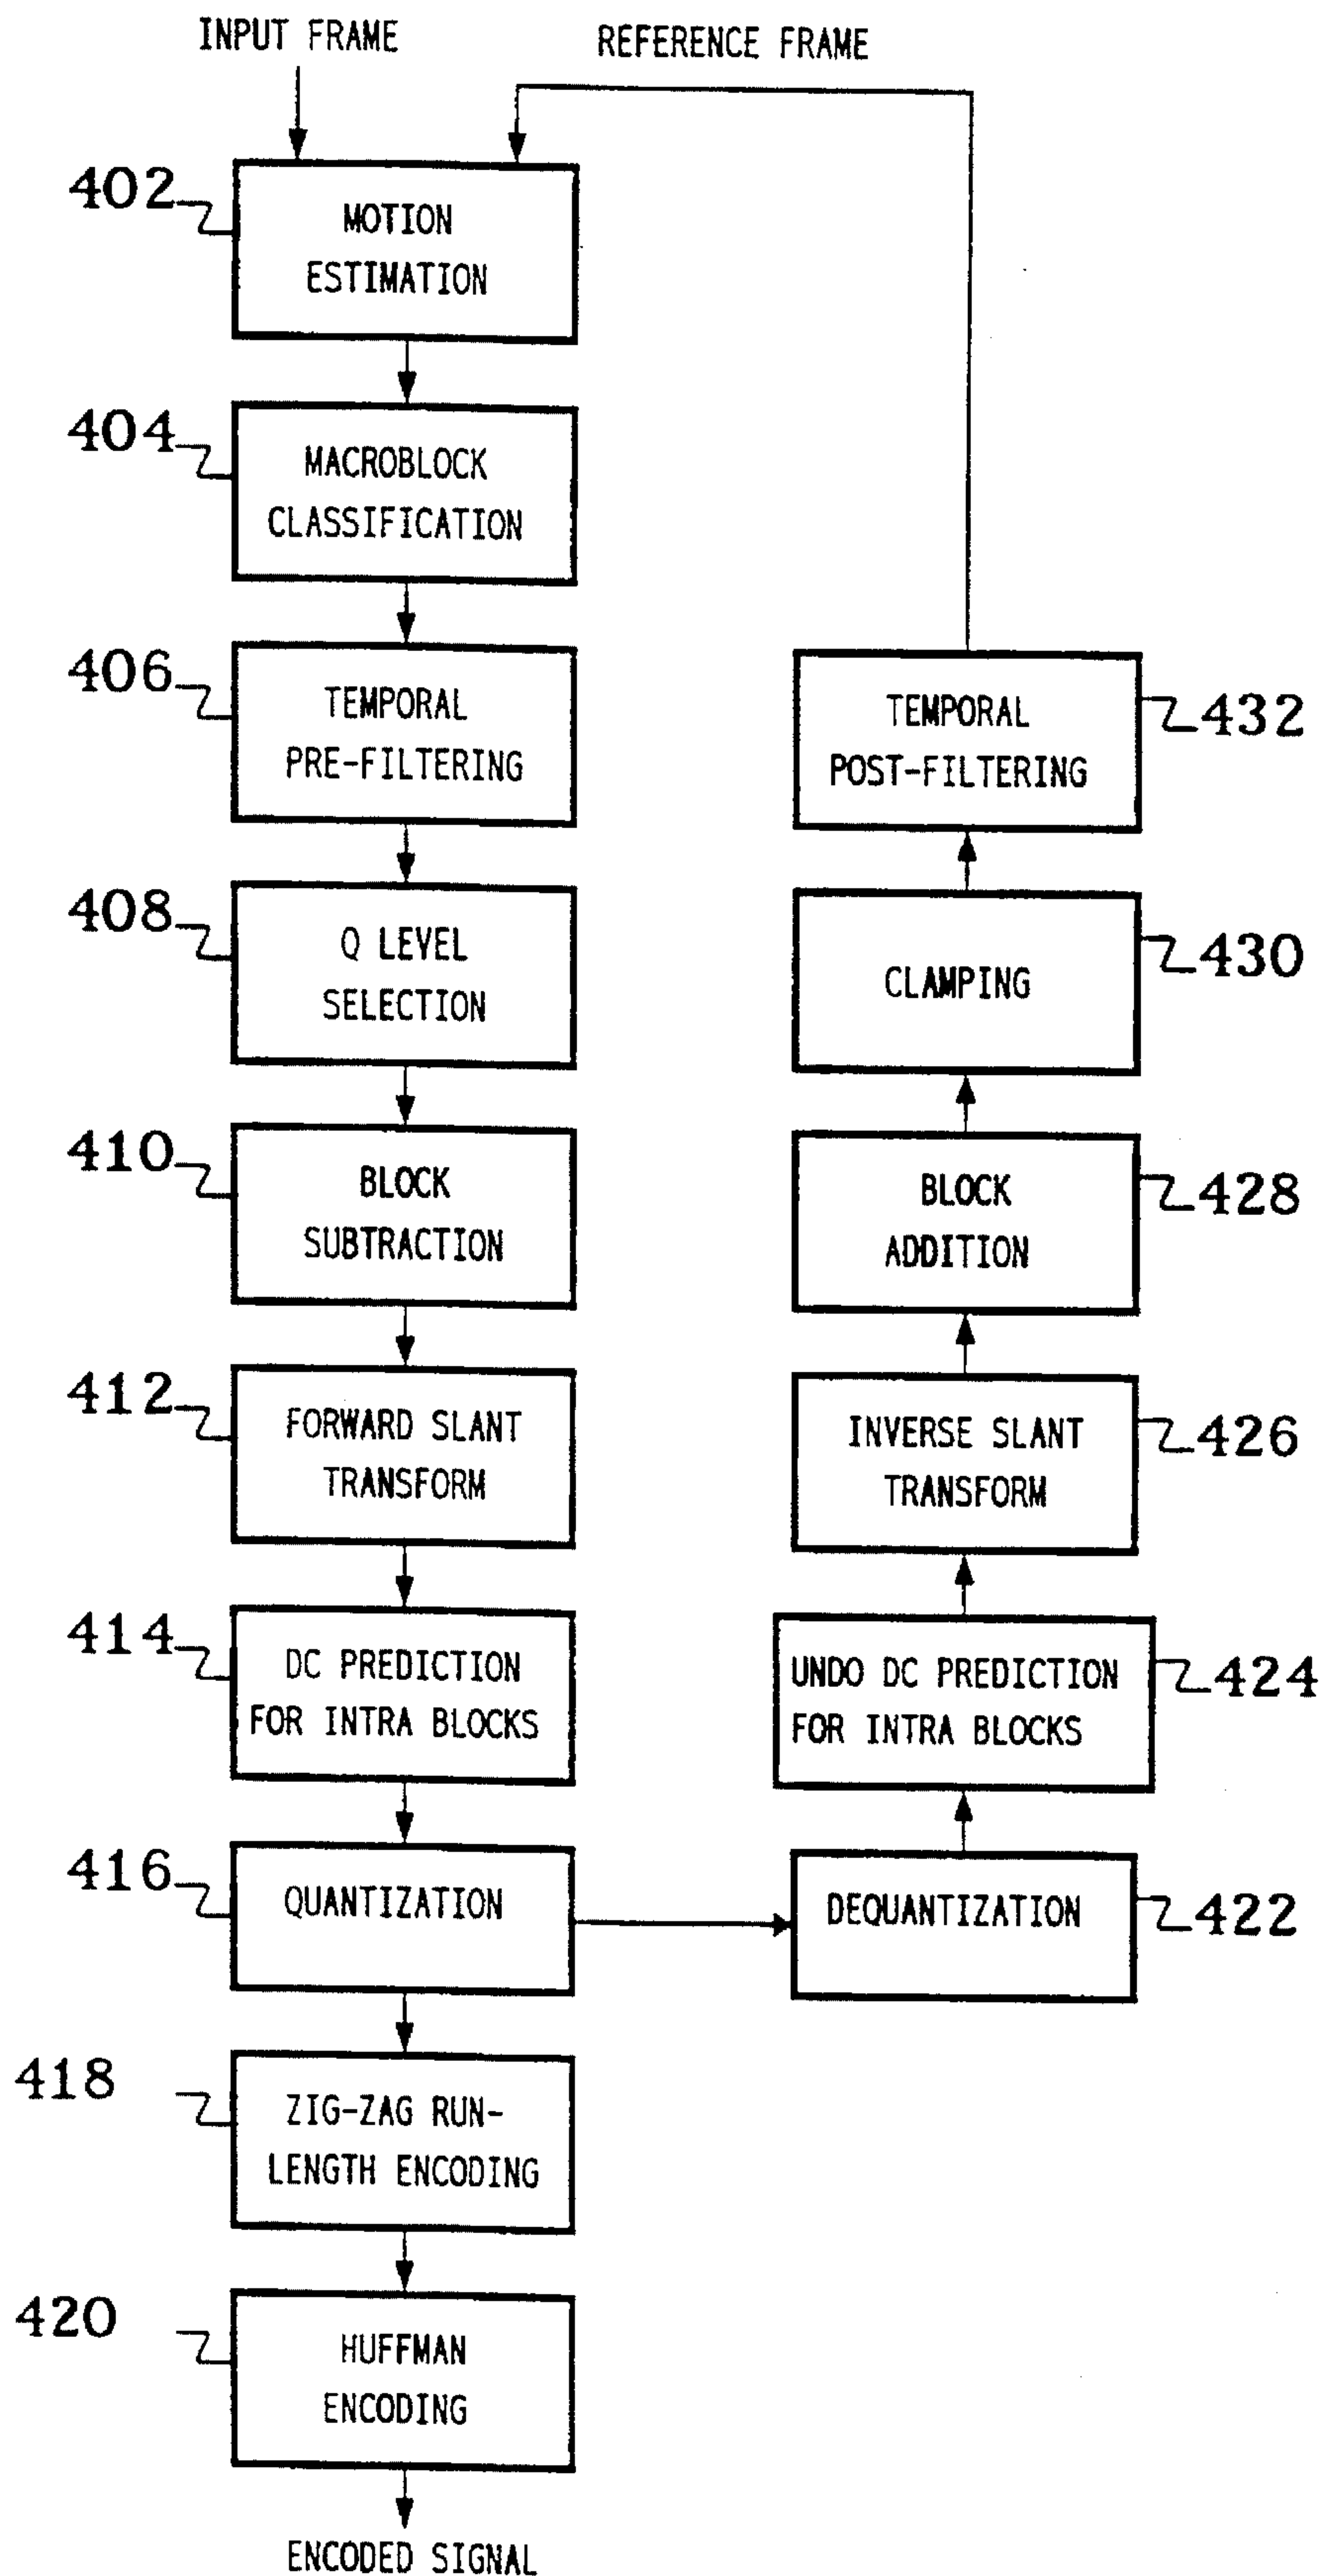 INPUT FRAME
REFERENCE FRAME
402
MOTION
ESTIMATION
404
MACROBLOCK
CLASSIFICATION
406
TEMPORAL
PRE-FILTERING
408
Q LEVEL
SELECTION
410
BLOCK
SUBTRACTION
412
FORWARD SLANT
TRANSFORM
414
DC PREDICTION
FOR INTRA BLOCKS
416
QUANTIZATION
418
ZIG-ZAG RUN-
LENGTH ENCODING
420
HUFFMAN
ENCODING
ENCODED SIGNAL
TEMPORAL
POST-FILTERING
432
CLAMPING
430
BLOCK
ADDITION
428
INVERSE SLANT
TRANSFORM
426
UNDO DC PREDICTION
FOR INTRA BLOCKS
424
DEQUANTIZATION
422